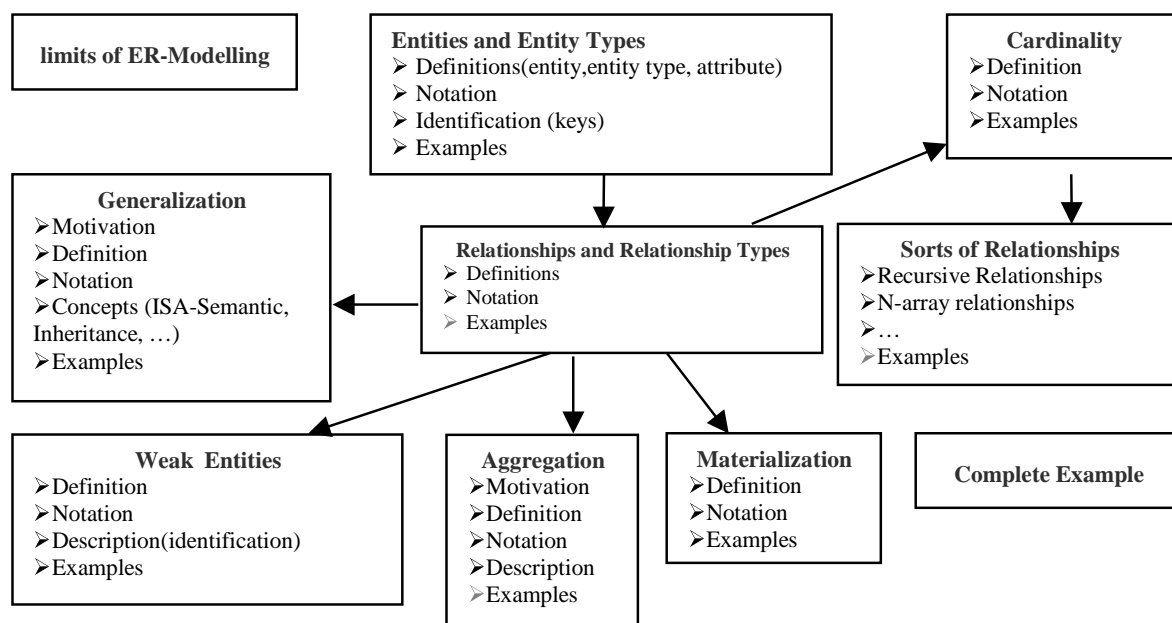 limits of ER-Modelling
Entities and Entity Types
➢ Definitions(entity,entity type, attribute)
➢ Notation
➢ Identification (keys)
➢ Examples
Cardinality
➢Definition
➢Notation
➢Examples
Generalization
➢Motivation
➢Definition
➢Notation
➢Concepts (ISA-Semantic,
Inheritance, …)
➢Examples
Relationships and Relationship Types
➢ Definitions
➢ Notation
➢ Examples
Sorts of Relationships
➢Recursive Relationships
➢N-array relationships
➢…
➢Examples
Weak Entities
➢Definition
➢Notation
➢Description(identification)
➢Examples
Aggregation
➢Motivation
➢Definition
➢Notation
➢Description
➢Examples
Materialization
➢Definition
➢Notation
➢Examples
Complete Example